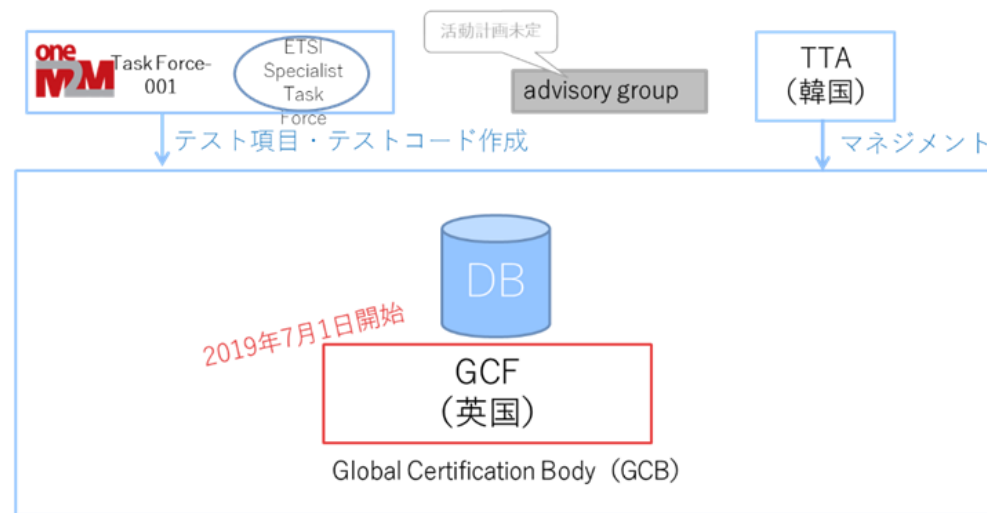 活動計画未定
one
M2M
Task Force-
001
ETSI
Specialist
Task
Force
advisory group
TTA
（韓国）
テスト項目・テストコード作成
マネジメント
DB
2019年7月1日開始
GCF
（英国）
Global Certification Body（GCB）